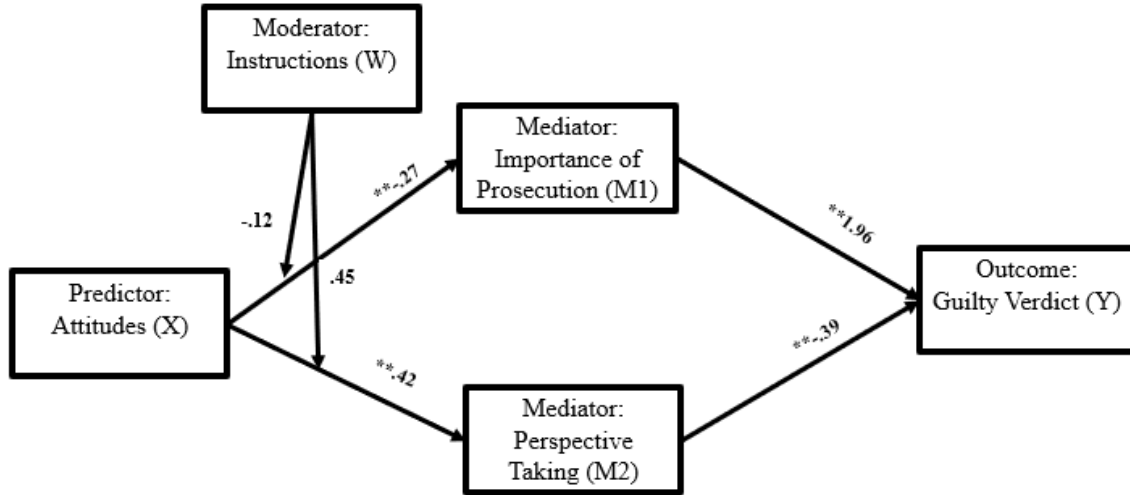 Moderator:
Instructions (W)
Mediator:
Importance of
Prosecution (M1)
**-.27
-.12
**1.96
.45
Predictor:
Attitudes (X)
Outcome:
Guilty Verdict (Y)
**.42
**-.39
Mediator:
Perspective
Taking (M2)